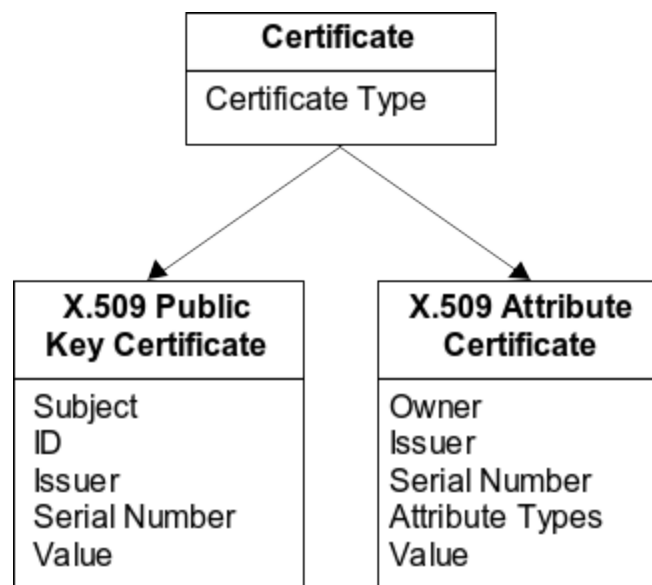 Certificate
Certificate Type
X.509 Public
Key Certificate
Subject
ID
Issuer
Serial Number
Value
X.509 Attribute
Certificate
Owner
Issuer
Serial Number
Attribute Types
Value